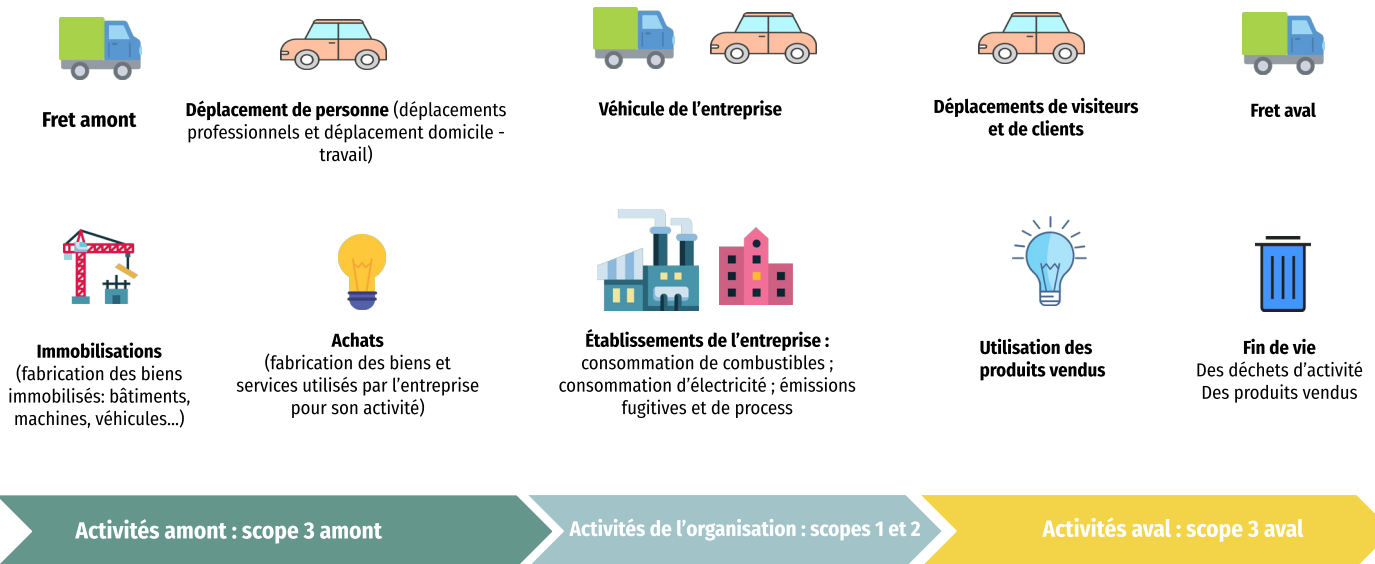 Fret amont
Déplacement de personne (déplacements
professionnels et déplacement domicile -
travail)
Véhicule de l'entreprise
Déplacements de visiteurs
et de clients
Fret aval
Immobilisations
(fabrication des biens
immobilisés: bâtiments,
machines, véhicules...)
Achats
(fabrication des biens et
services utilisés par l'entreprise
pour son activité)
Établissements de l'entreprise :
consommation de combustibles ;
consommation d'électricité ; émissions
fugitives et de process
Utilisation des
produits vendus
Fin de vie
Des déchets d'activité
Des produits vendus
Activités amont : scope 3 amont
Activités de l'organisation : scopes 1 et 2
Activités aval : scope 3 aval